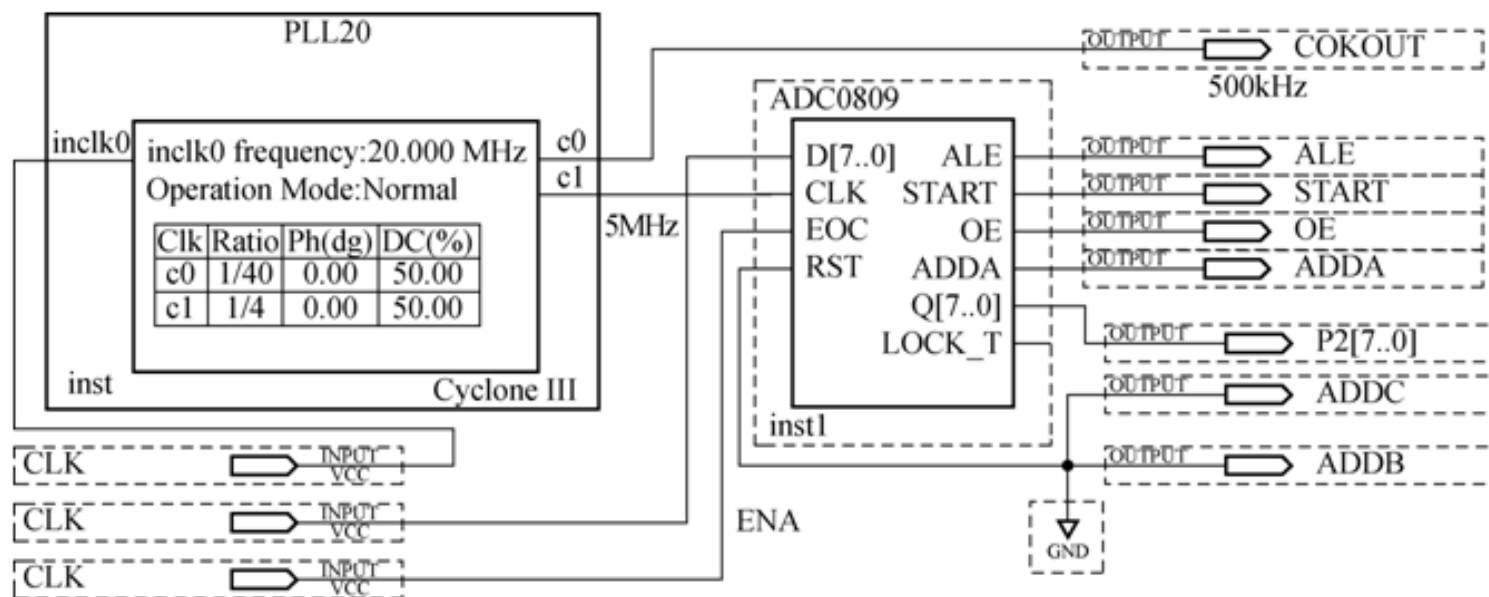 PLL20
inclk0
inclk0 frequency:20.000 MHz
Operation Mode:Normal
Clk Ratio Ph(dg) DC(%)
c0 1/40 0.00 50.00
c1 1/4 0.00 50.00
c0
c1
5MHz
inst
Cyclone III
CLK INPUT VCC
CLK INPUT VCC
CLK INPUT VCC
ENA
ADC0809
D[7..0] ALE
CLK START
EOC OE
RST ADDA
Q[7..0]
LOCK_T
inst1
OUTPUT COKOUT
500kHz
OUTPUT ALE
OUTPUT START
OUTPUT OE
OUTPUT ADDA
OUTPUT P2[7..0]
OUTPUT ADDC
OUTPUT ADDB
GND